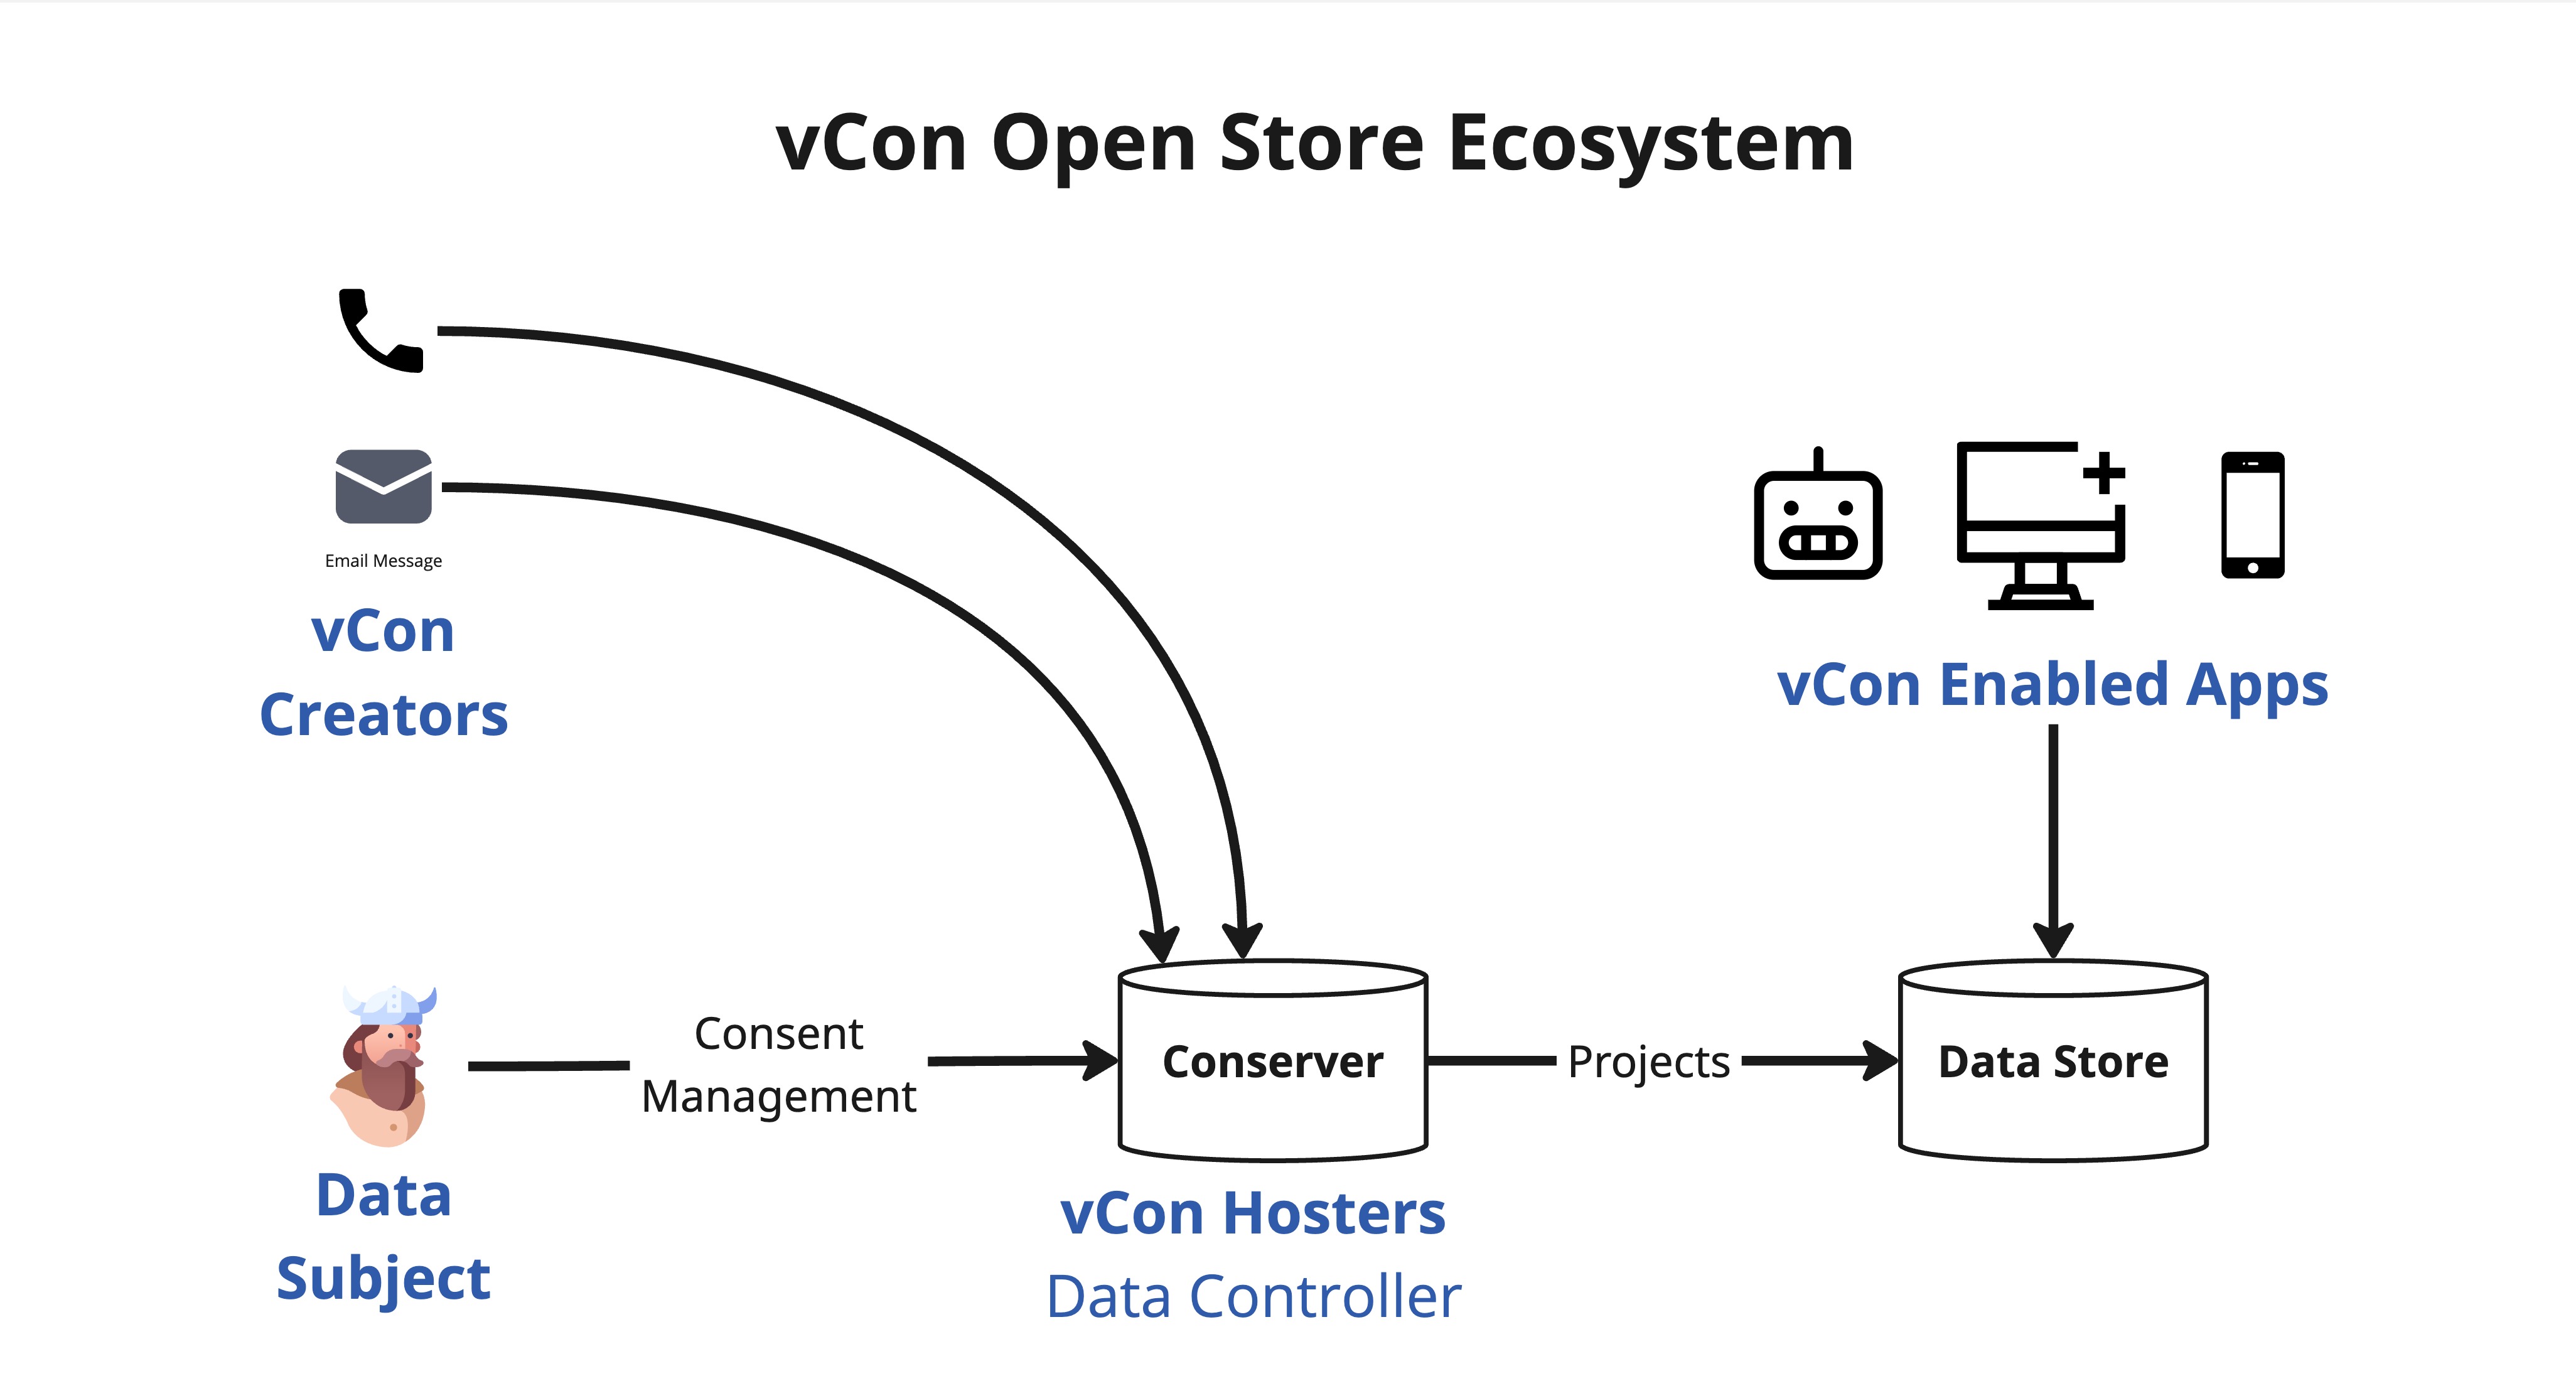 vCon Open Store Ecosystem
Email Message
vCon
Creators
vCon Enabled Apps
Consent
Management
Conserver
Projects
Data Store
Data
Subject
vCon Hosters
Data Controller